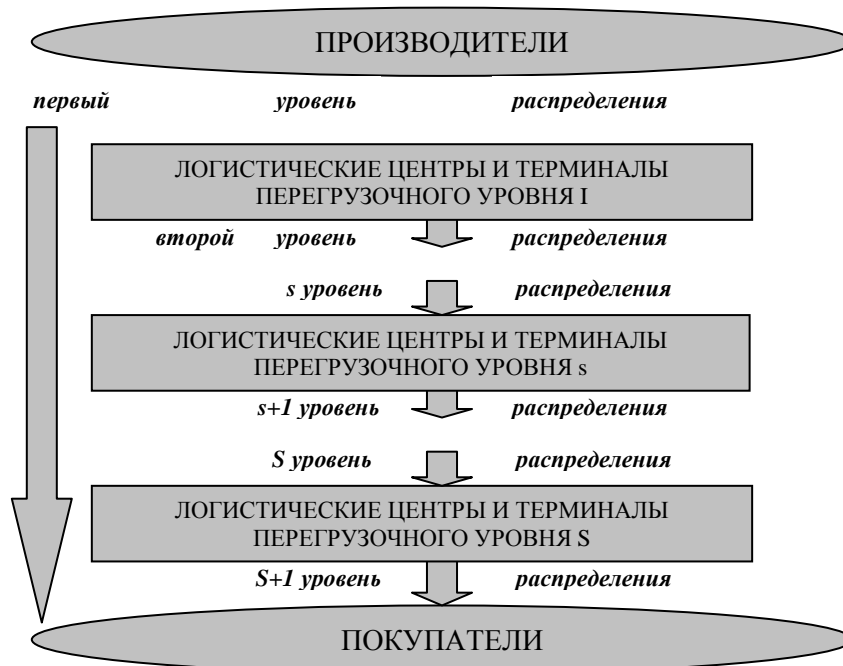 ПРОИЗВОДИТЕЛИ
первый уровень распределения
ЛОГИСТИЧЕСКИЕ ЦЕНТРЫ И ТЕРМИНАЛЫ
ПЕРЕГРУЗОЧНОГО УРОВНЯ I
второй уровень распределения
s уровень распределения
ЛОГИСТИЧЕСКИЕ ЦЕНТРЫ И ТЕРМИНАЛЫ
ПЕРЕГРУЗОЧНОГО УРОВНЯ s
s+1 уровень распределения
S уровень распределения
ЛОГИСТИЧЕСКИЕ ЦЕНТРЫ И ТЕРМИНАЛЫ
ПЕРЕГРУЗОЧНОГО УРОВНЯ S
S+1 уровень распределения
ПОКУПАТЕЛИ